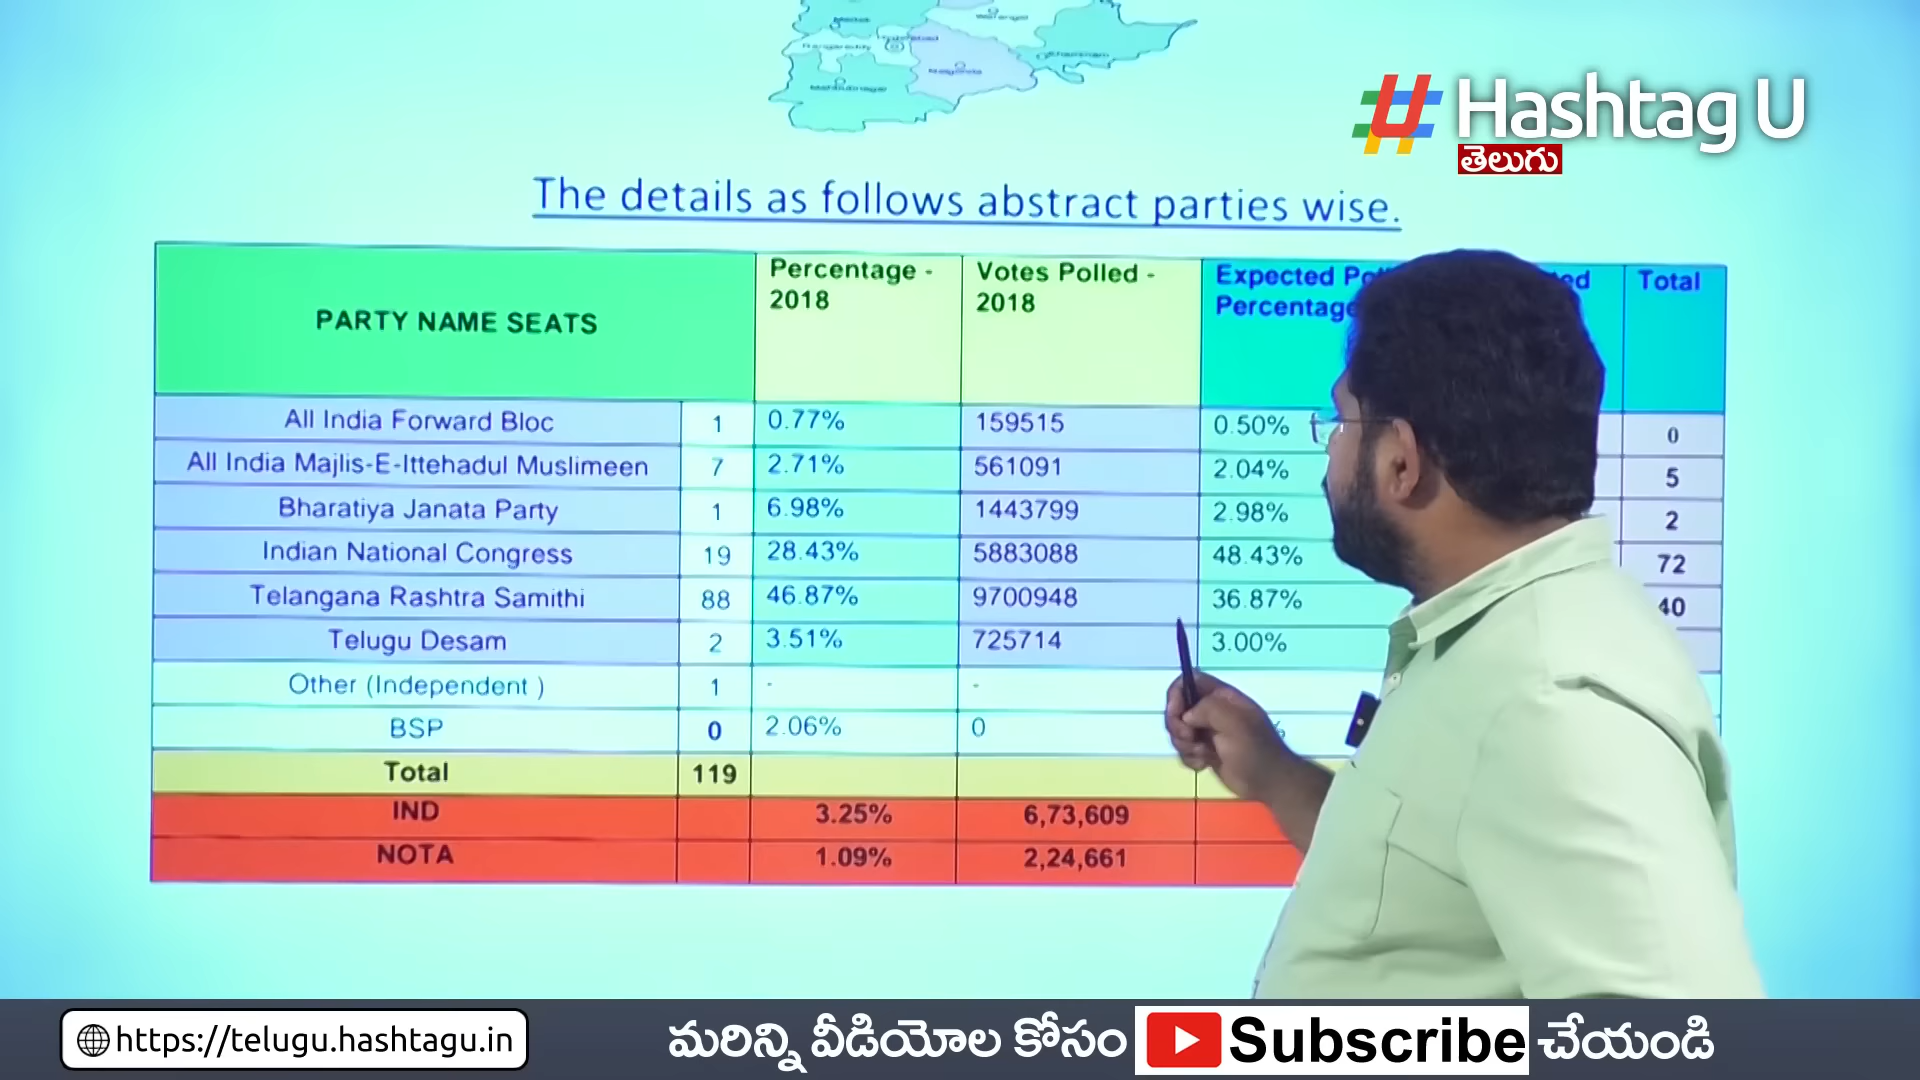 Hashtag U
తెలుగు
The details as follows abstract parties wise.
PARTY NAME SEATS
Percentage - 2018
Votes Polled - 2018
Expected
Percentage
Total
All India Forward Bloc 1 0.77% 159515 0.50% 0
All India Majlis-E-Ittehadul Muslimeen 7 2.71% 561091 2.04% 5
Bharatiya Janata Party 1 6.98% 1443799 2.98% 2
Indian National Congress 19 28.43% 5883088 48.43% 72
Telangana Rashtra Samithi 88 46.87% 9700948 36.87% 40
Telugu Desam 2 3.51% 725714 3.00%
Other (Independent ) 1 - -
BSP 0 2.06% 0
Total 119
IND 3.25% 6,73,609
NOTA 1.09% 2,24,661
https://telugu.hashtagu.in
మరిన్ని వీడియోల కోసం Subscribe చేయండి